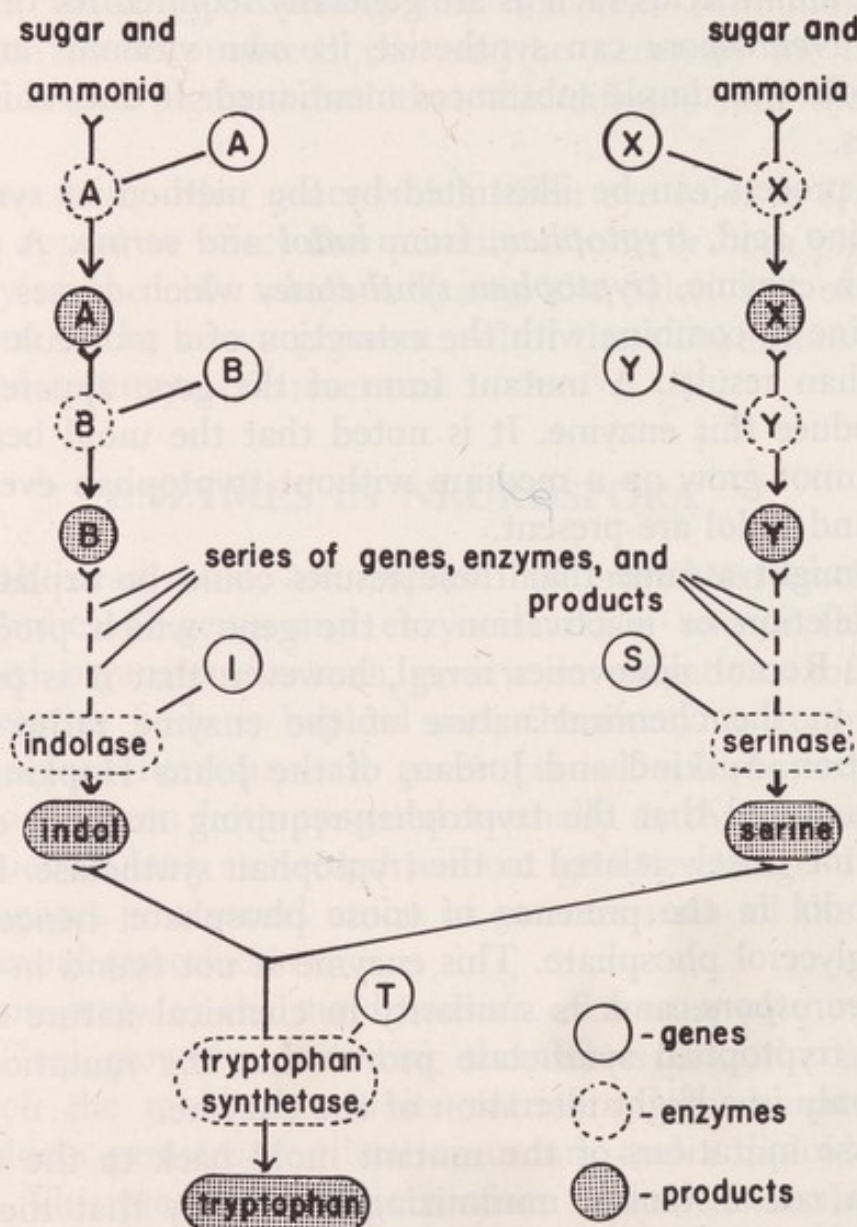 sugar and
ammonia
A
A
A
B
B
B
sugar and
ammonia
X
X
X
Y
Y
Y
series of genes, enzymes, and
products
I
indolase
indol
S
serinase
serine
T
tryptophan
synthetase
tryptophan
- genes
- enzymes
- products